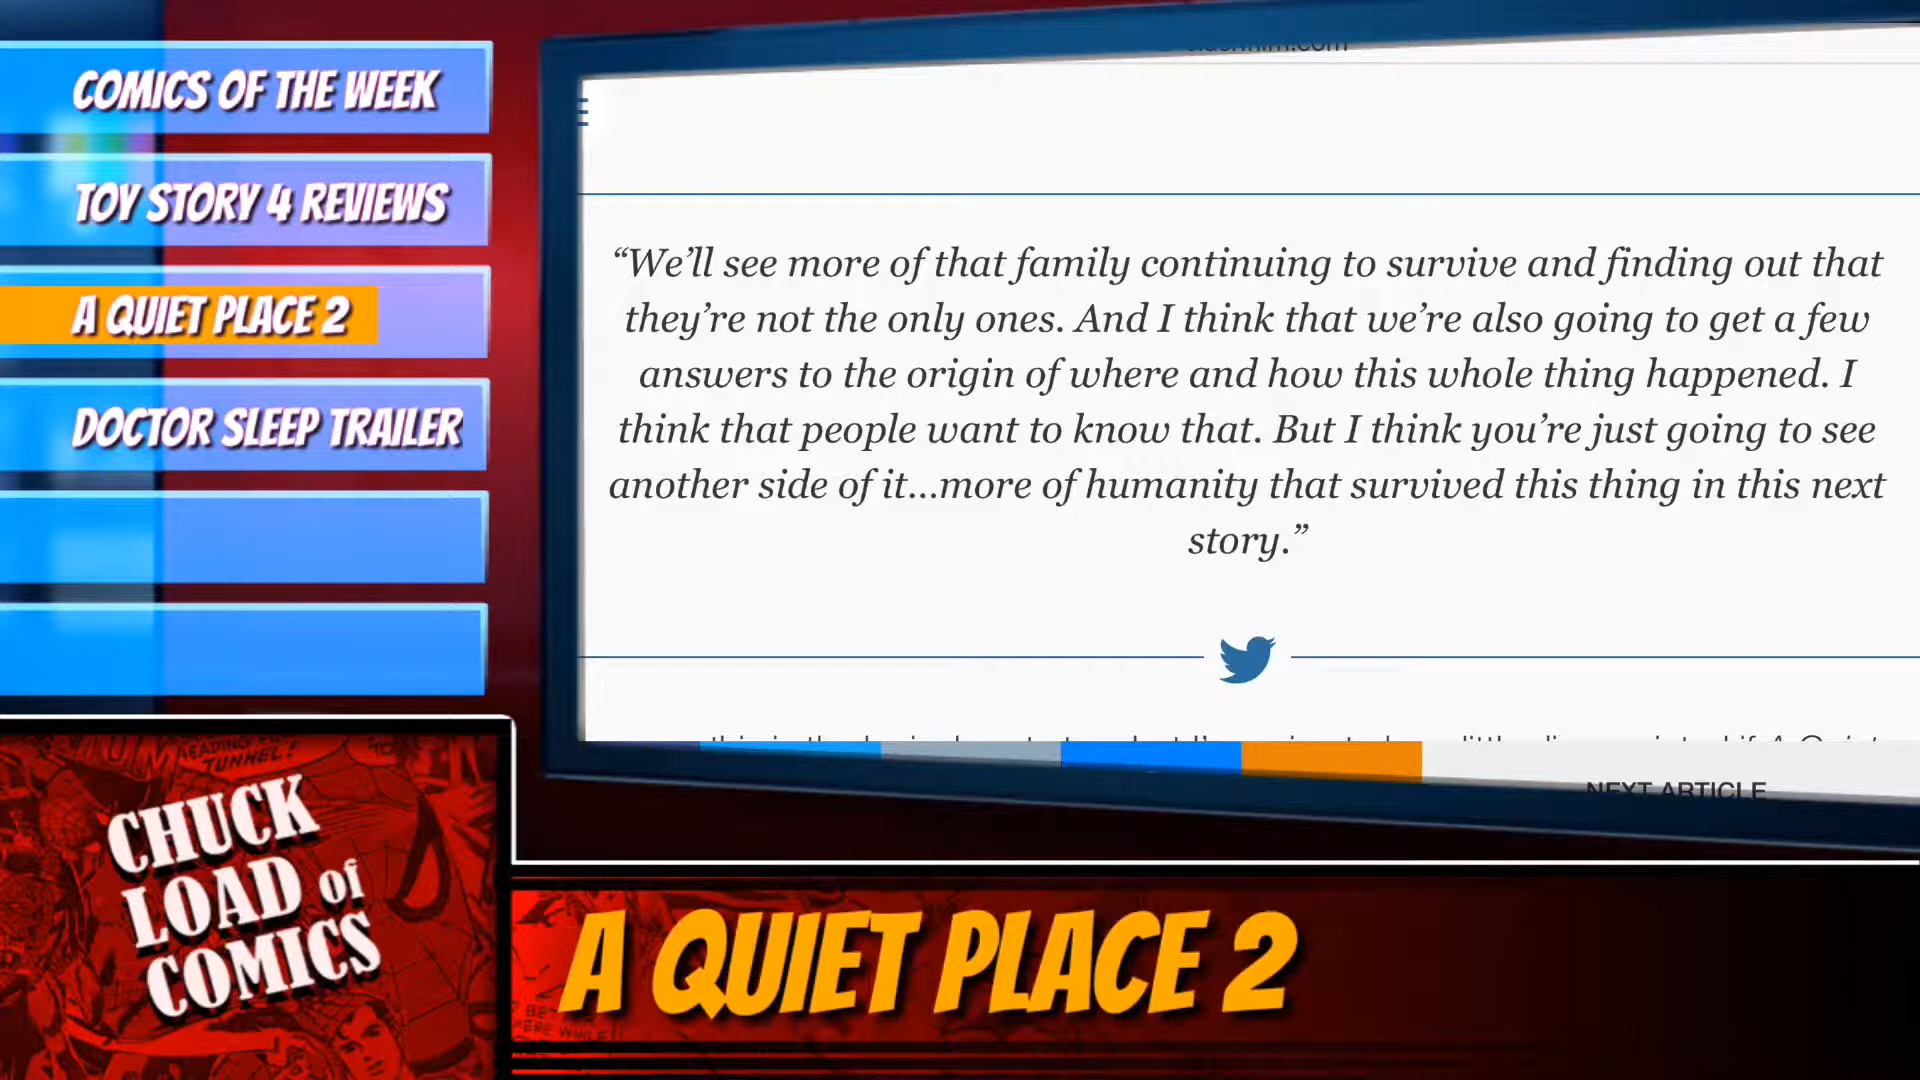 COMICS OF THE WEEK
TOY STORY 4 REVIEWS
A QUIET PLACE 2
DOCTOR SLEEP TRAILER
“We’ll see more of that family continuing to survive and finding out that
they’re not the only ones. And I think that we’re also going to get a few
answers to the origin of where and how this whole thing happened. I
think that people want to know that. But I think you’re just going to see
another side of it...more of humanity that survived this thing in this next
story.”
NEXT ARTICLE
TUNNEL!
CHUCK
LOAD of
COMICS
A QUIET PLACE 2